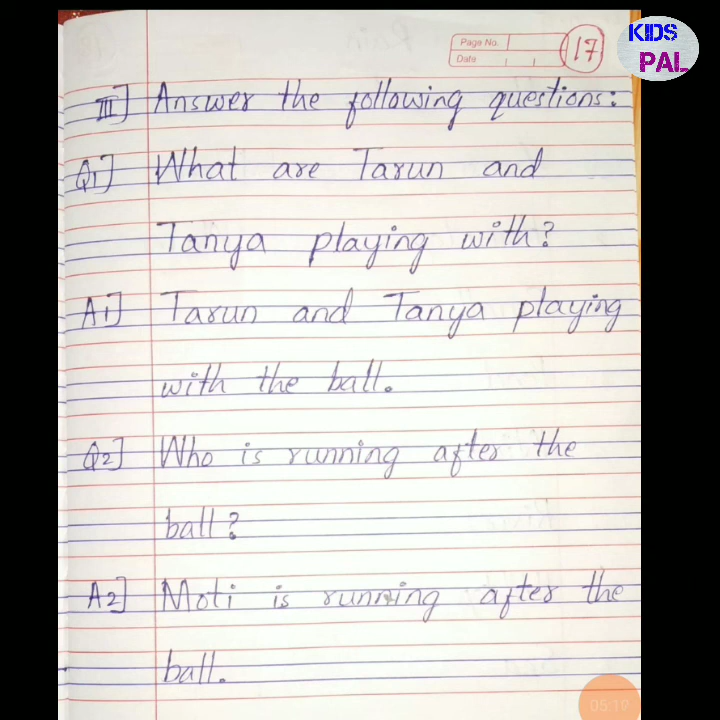 KIDS
PAL
Page No.
17
Date
III] Answer the following questions:
Q1] What are Tarun and
Tanya playing with?
A1] Tarun and Tanya playing
with the ball.
Q2] Who is running after the
ball?
A2] Moti is running after the
ball.
05:17